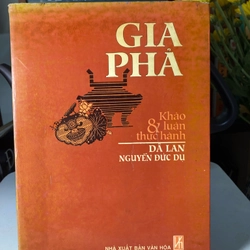 GIA
PHẢ
Khảo
& luận
thực hành
DÃ LAN
NGUYỄN ĐỨC DỤ
NHÀ XUẤT BẢN VĂN HÓA